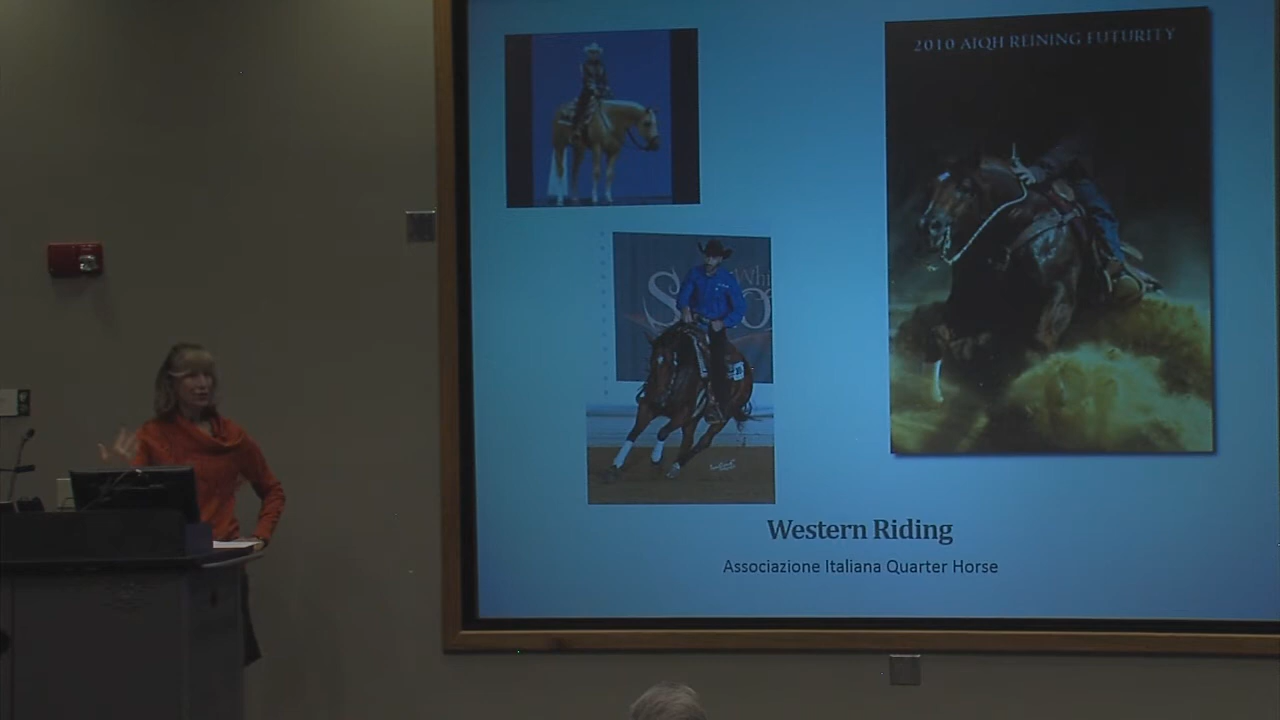 2010 AIQH REINING FUTURITY
Western Riding
Associazione Italiana Quarter Horse